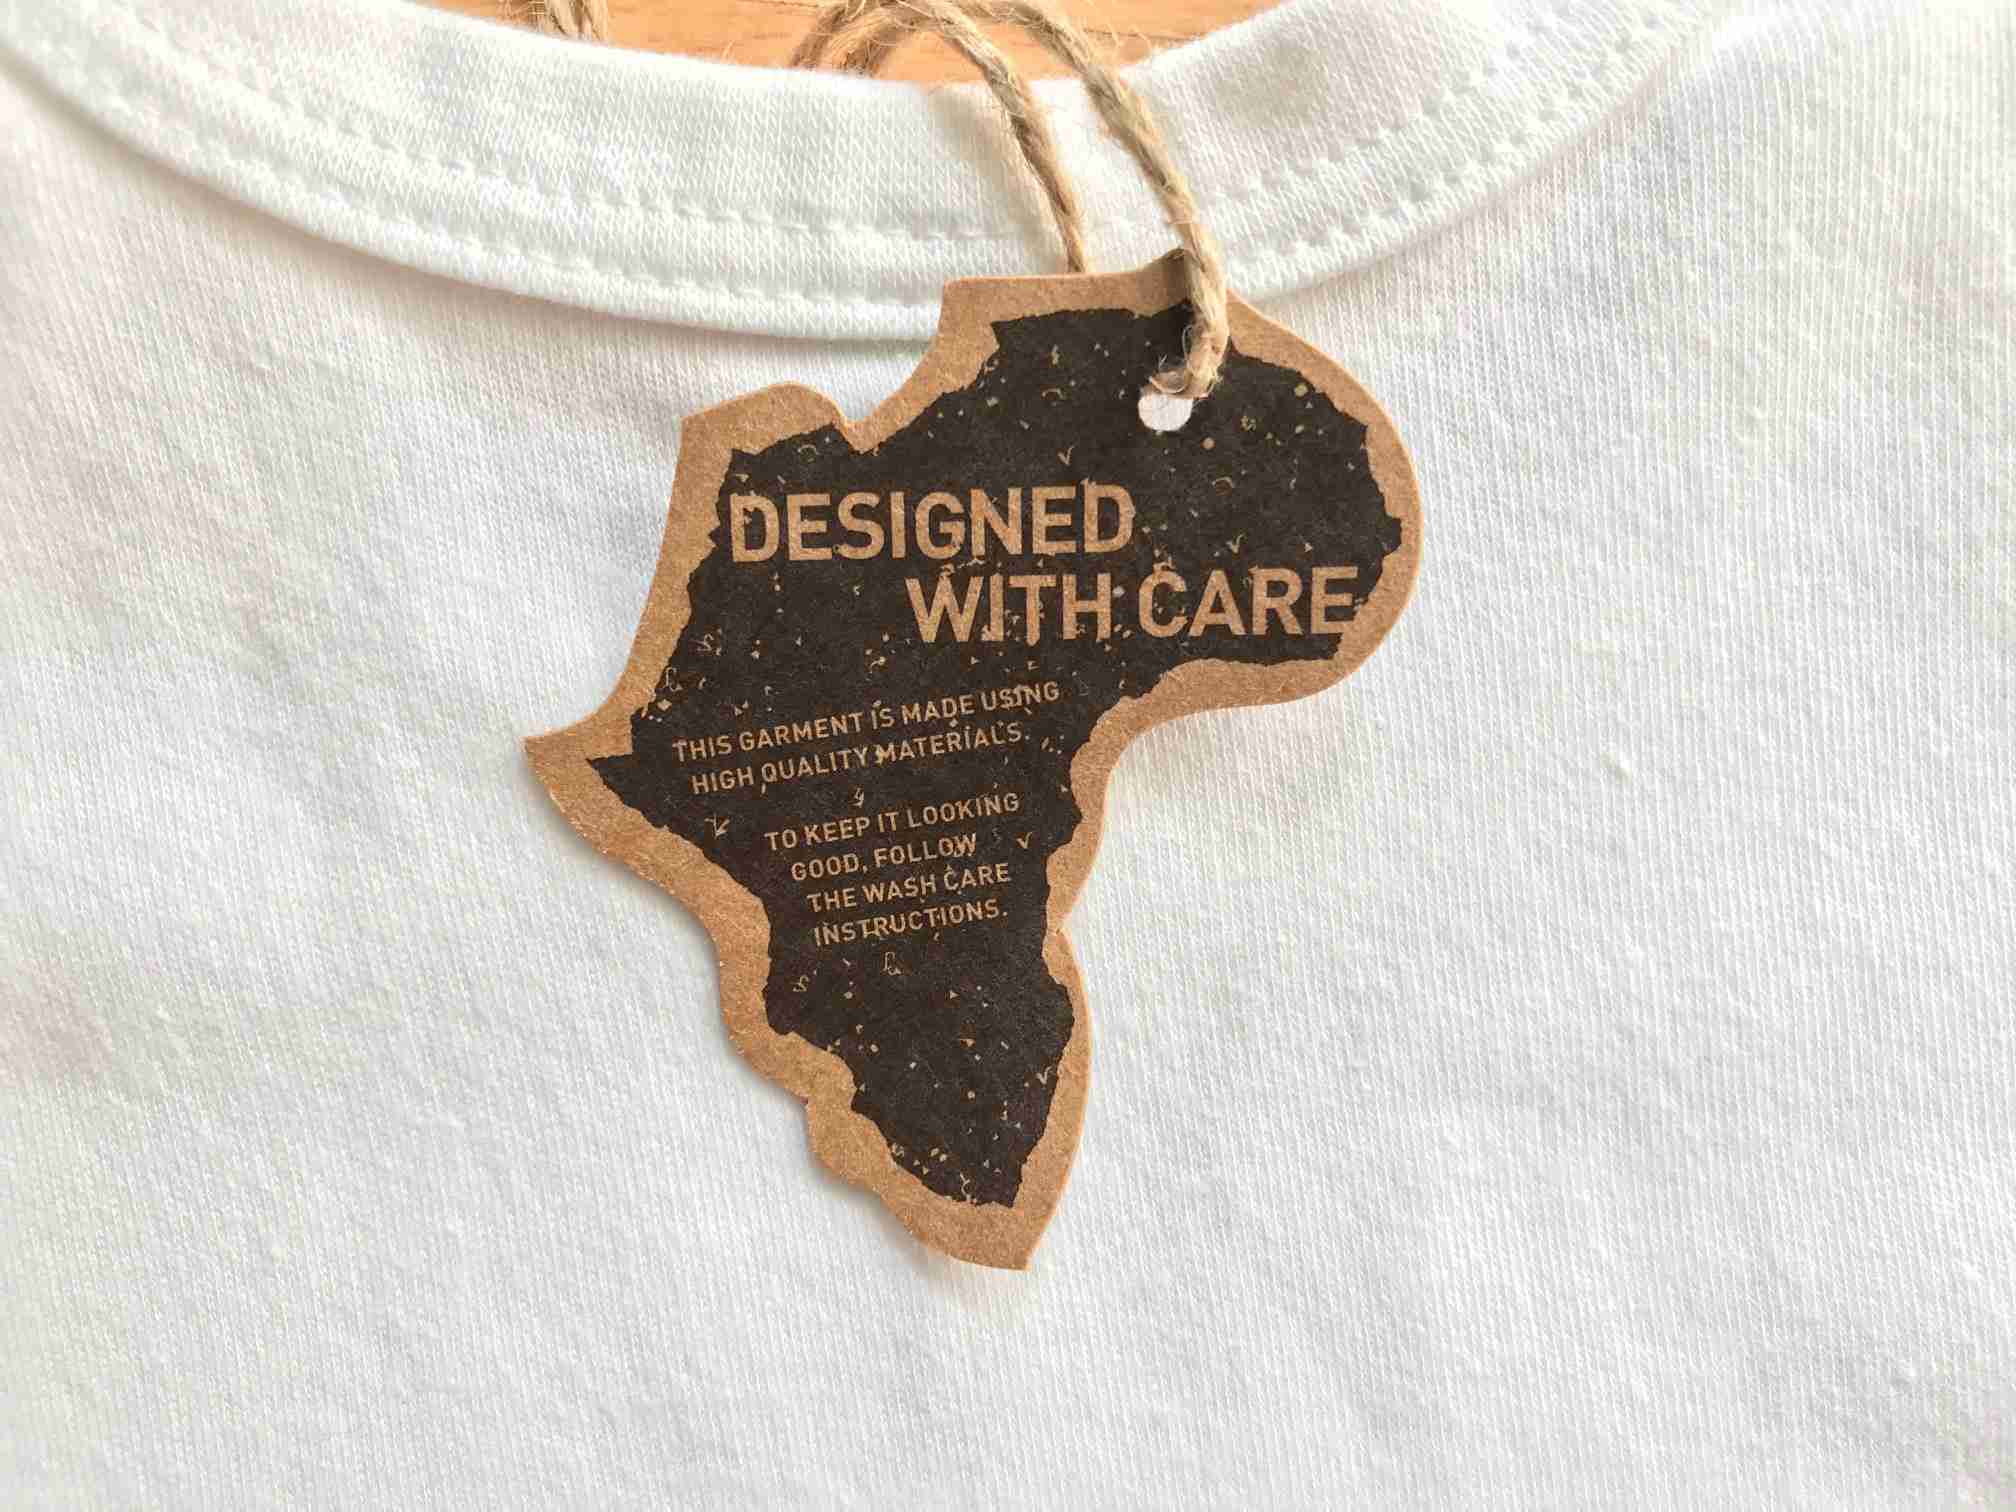 DESIGNED
WITH CARE
THIS GARMENT IS MADE USING
HIGH QUALITY MATERIALS.
TO KEEP IT LOOKING
GOOD, FOLLOW
THE WASH CARE
INSTRUCTIONS.